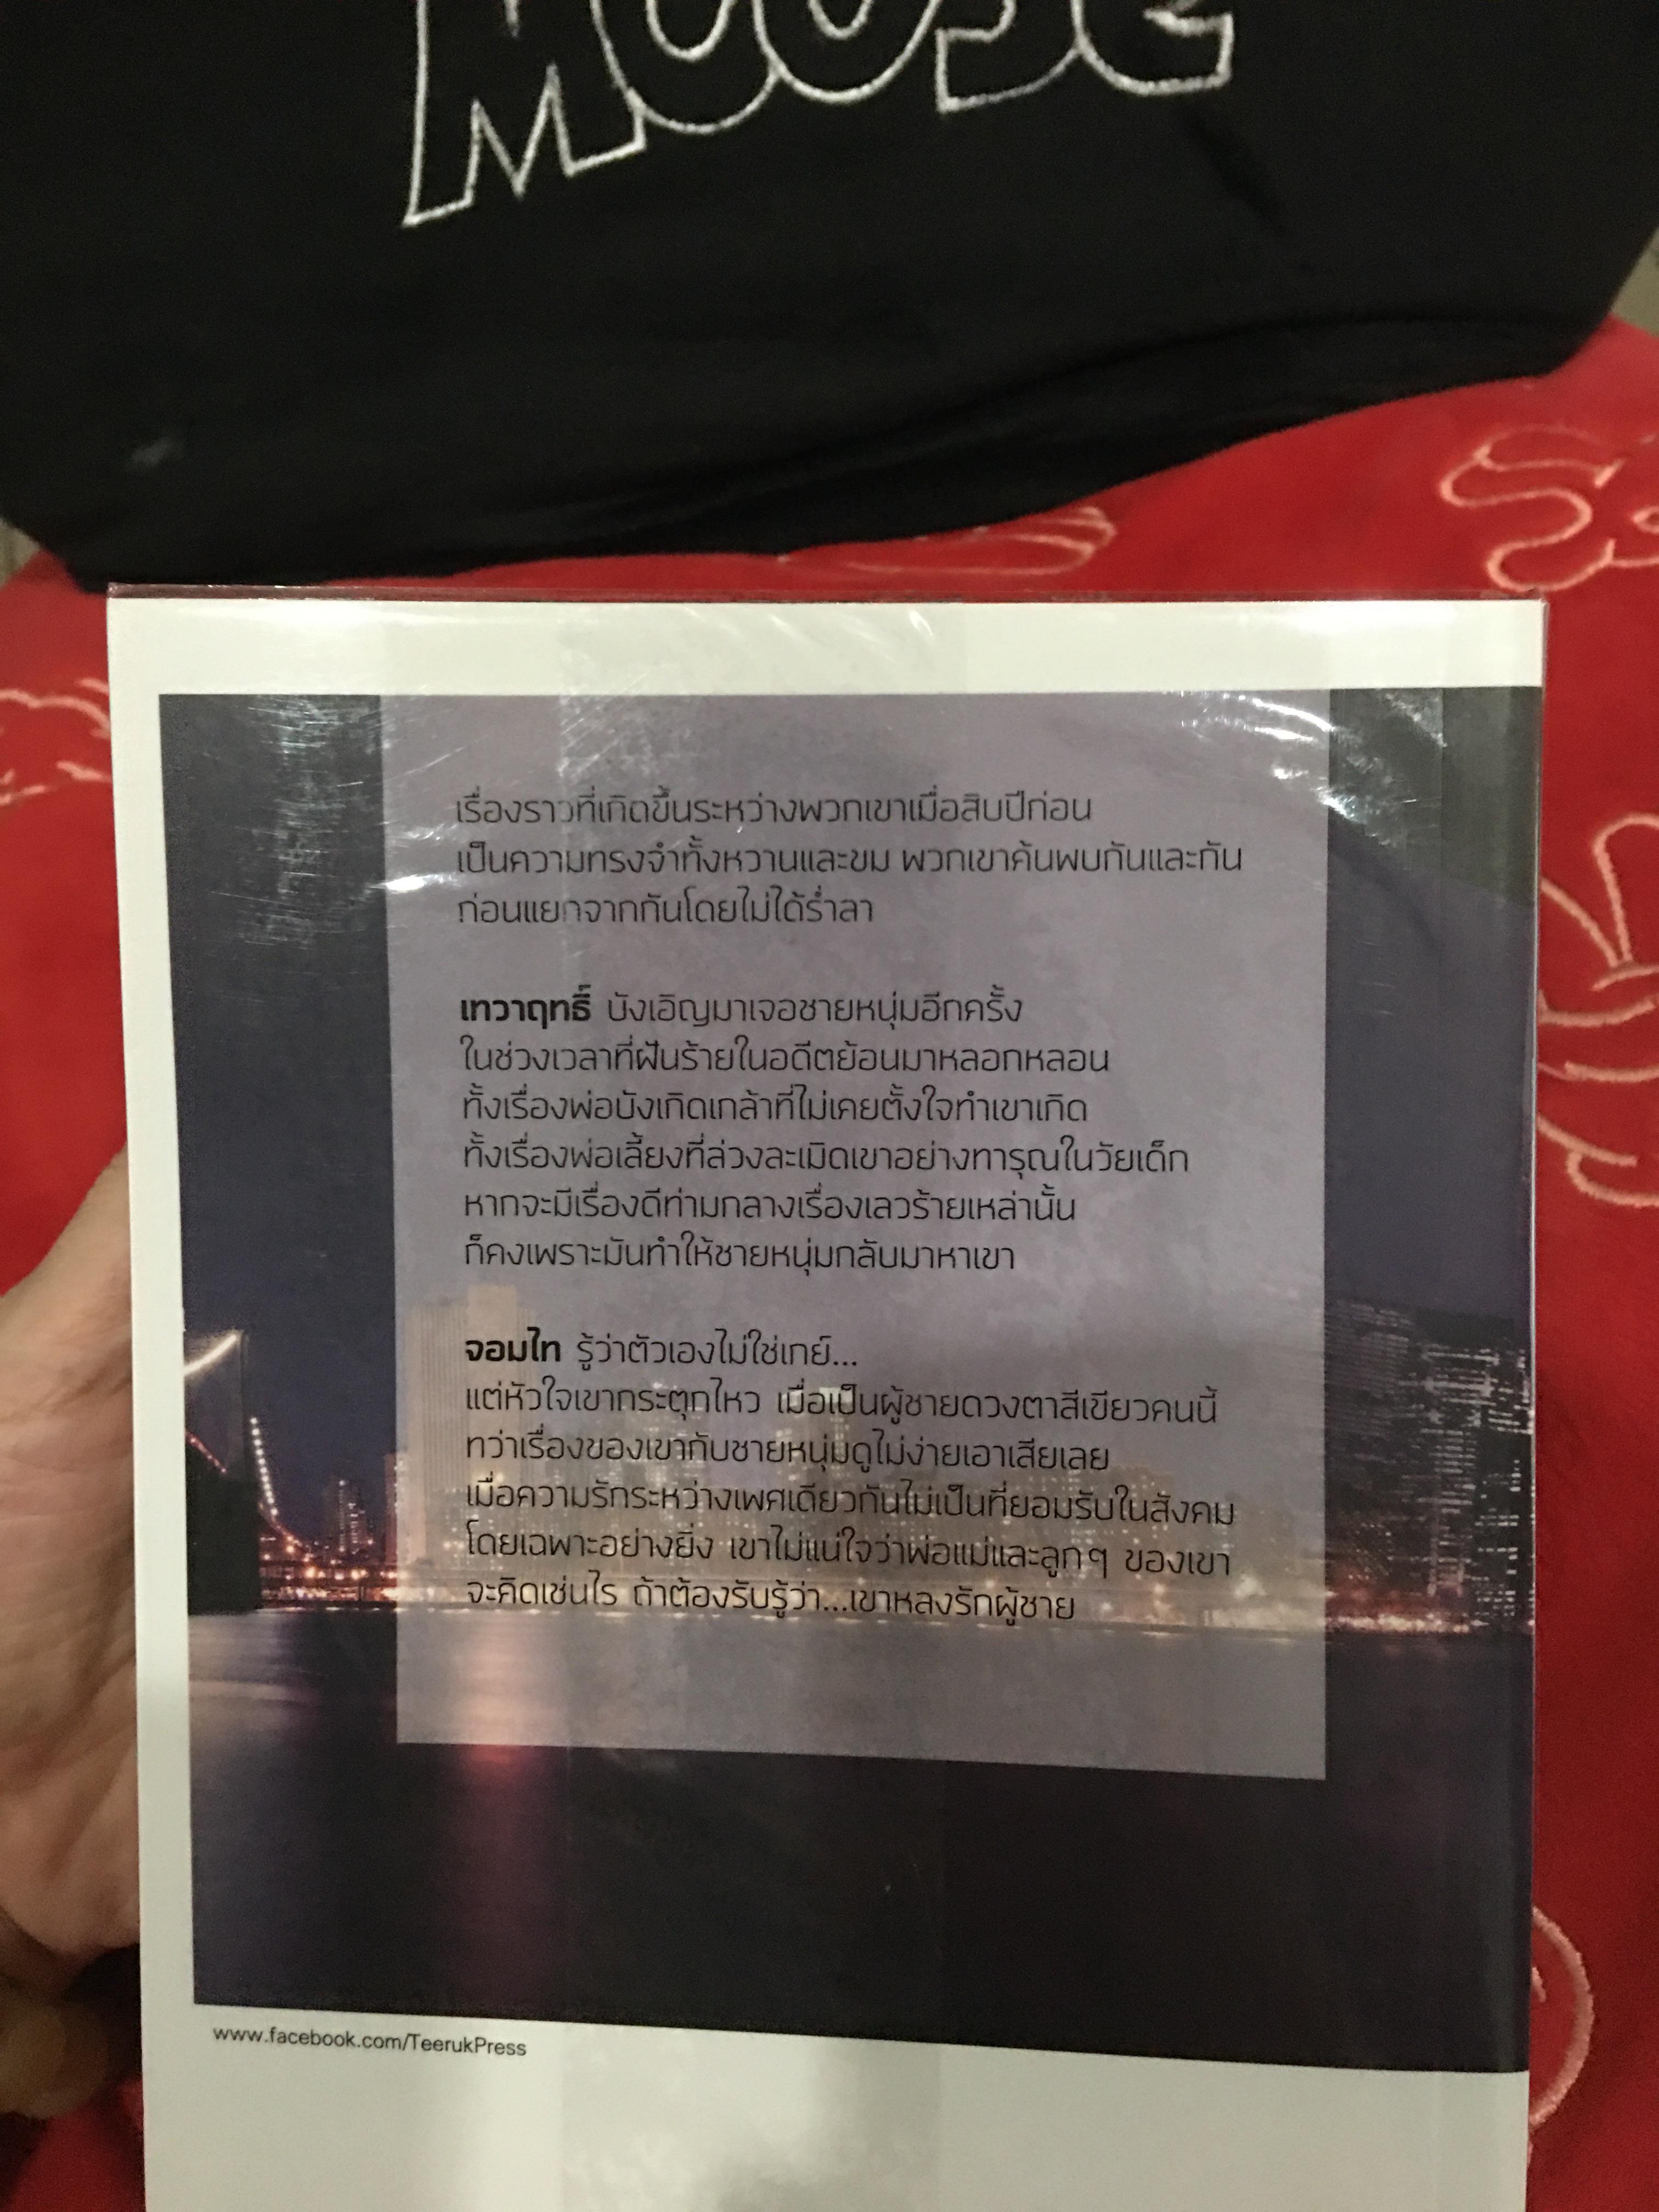 MOOSE
เรื่องราวที่เกิดขึ้นระหว่างพวกเขาเมื่อสิบปีก่อน
เป็นความทรงจำทั้งหวานและขม พวกเขาค้นพบกันและกัน
ก่อนแยกจากกันโดยไม่ได้ร่ำลา
เทวาฤทธิ์ บังเอิญมาเจอชายหนุ่มอีกครั้ง
ในช่วงเวลาที่ฝันร้ายในอดีตย้อนมาหลอกหลอน
ทั้งเรื่องพ่อบังเกิดเกล้าที่ไม่เคยตั้งใจทำเขาเกิด
ทั้งเรื่องพ่อเลี้ยงที่ล่วงละเมิดเขาอย่างทารุณในวัยเด็ก
หากจะมีเรื่องดีท่ามกลางเรื่องเลวร้ายเหล่านั้น
ก็คงเพราะมันทำให้ชายหนุ่มกลับมาหาเขา
จอมไท รู้ว่าตัวเองไม่ใช่เกย์...
แต่หัวใจเขากระตุกไหว เมื่อเป็นผู้ชายดวงตาสีเขียวคนนี้
ทว่าเรื่องของเขากับชายหนุ่มดูไม่ง่ายเอาเสียเลย
เมื่อความรักระหว่างเพศเดียวกันไม่เป็นที่ยอมรับในสังคม
โดยเฉพาะอย่างยิ่ง เขาไม่แน่ใจว่าพ่อแม่และลูกๆ ของเขา
จะคิดเช่นไร ถ้าต้องรับรู้ว่า...เขาหลงรักผู้ชาย
www.facebook.com/TeerukPress